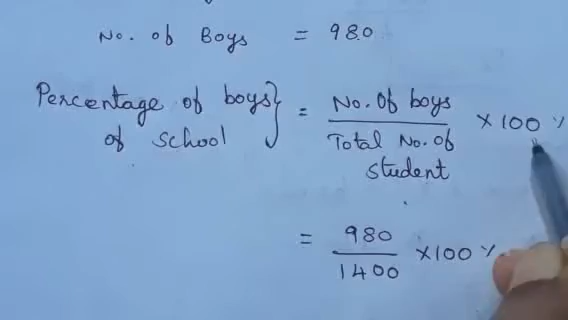 No. of Boys = 980
Percentage of boys } = No. Of boys × 100 %
of school Total No. of
student
= 980 × 100 %
1400